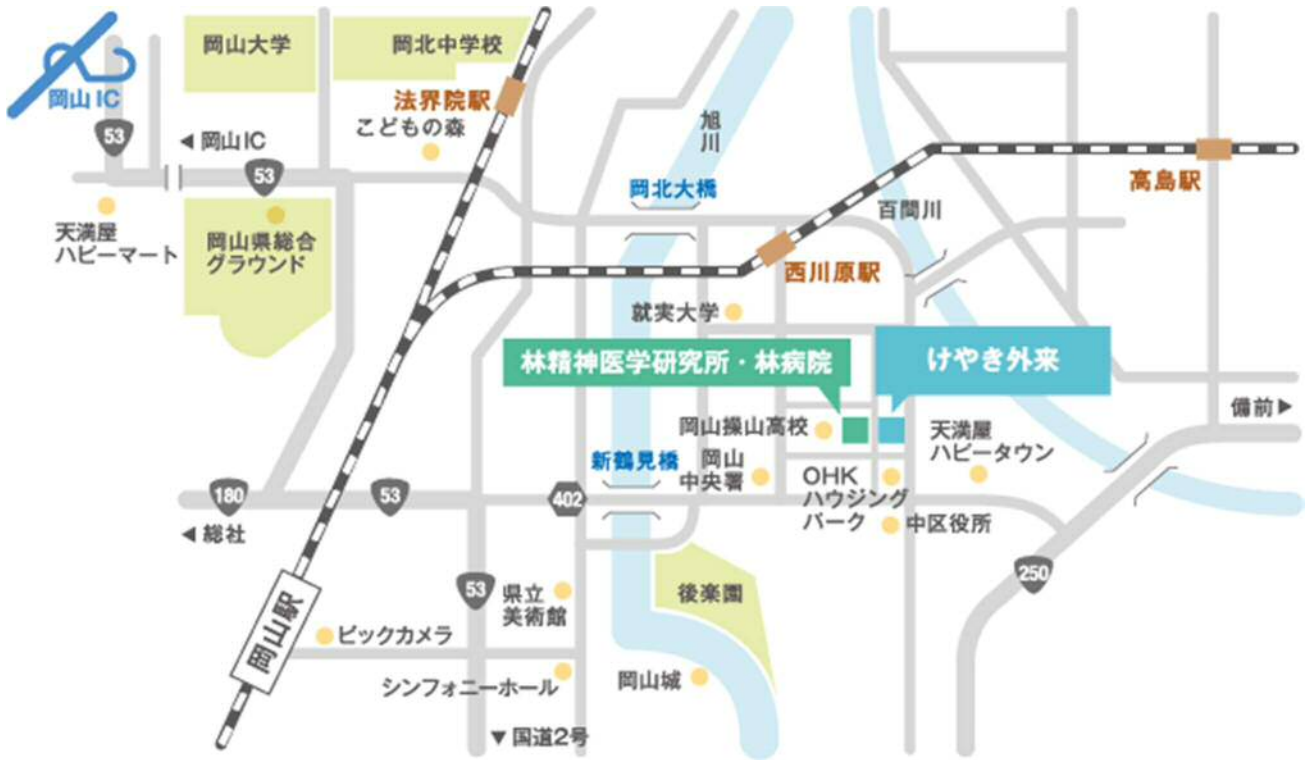 岡山大学
岡北中学校
岡山IC
法界院駅
こどもの森
旭
川
53
◀岡山IC
53
高島駅
岡北大橋
百間川
天満屋
ハピーマート
岡山県総合
グラウンド
西川原駅
就実大学
林精神医学研究所・林病院
けやき外来
備前▶
岡山操山高校
天満屋
ハピータウン
新鶴見橋
岡山
中央署
OHK
ハウジング
パーク
180
53
402
◀総社
中区役所
250
53
県立
美術館
後楽園
岡山駅
ビックカメラ
シンフォニーホール
岡山城
▼国道2号